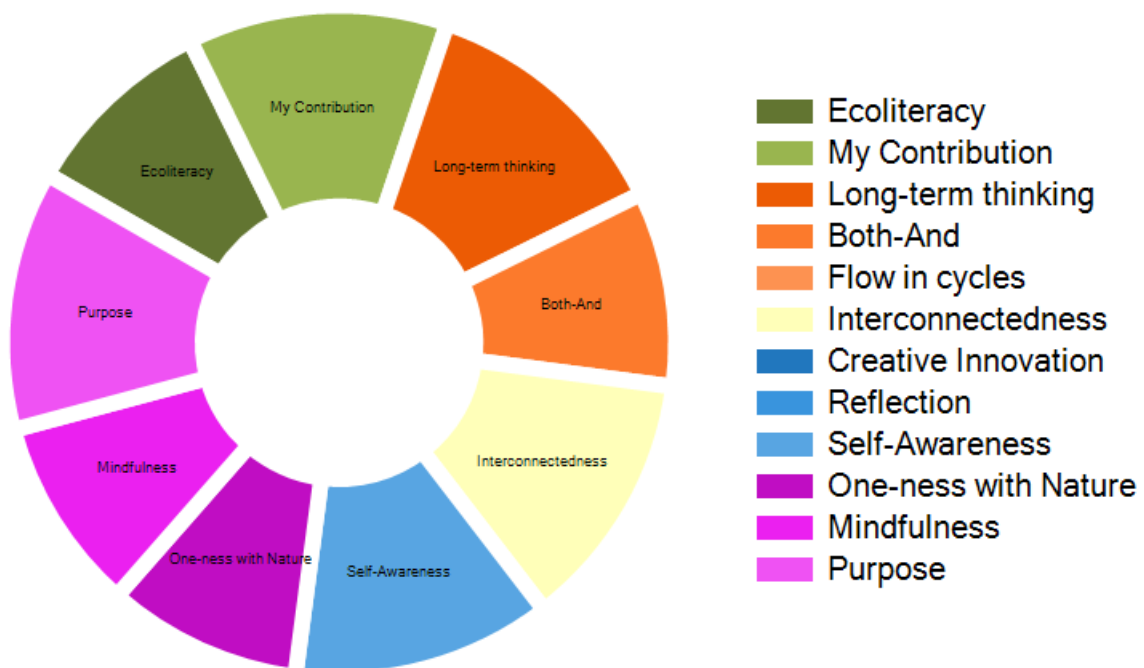 My Contribution
Long-term thinking
Ecoliteracy
Both-And
Purpose
Interconnectedness
Mindfulness
One-ness with Nature
Self-Awareness
Ecoliteracy
My Contribution
Long-term thinking
Both-And
Flow in cycles
Interconnectedness
Creative Innovation
Reflection
Self-Awareness
One-ness with Nature
Mindfulness
Purpose